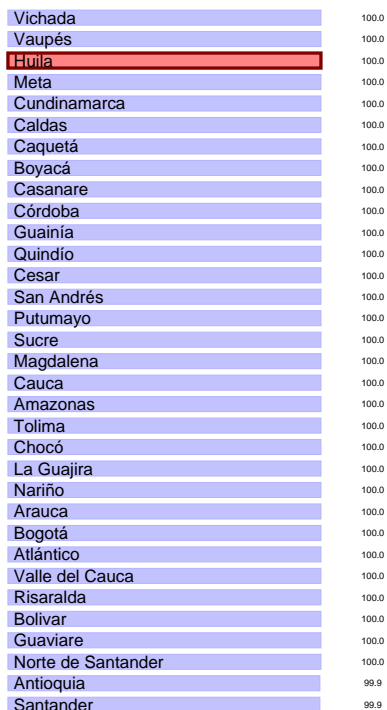 Vichada 100.0
Vaupés 100.0
Huila 100.0
Meta 100.0
Cundinamarca 100.0
Caldas 100.0
Caquetá 100.0
Boyacá 100.0
Casanare 100.0
Córdoba 100.0
Guainía 100.0
Quindío 100.0
Cesar 100.0
San Andrés 100.0
Putumayo 100.0
Sucre 100.0
Magdalena 100.0
Cauca 100.0
Amazonas 100.0
Tolima 100.0
Chocó 100.0
La Guajira 100.0
Nariño 100.0
Arauca 100.0
Bogotá 100.0
Atlántico 100.0
Valle del Cauca 100.0
Risaralda 100.0
Bolivar 100.0
Guaviare 100.0
Norte de Santander 100.0
Antioquia 99.9
Santander 99.9